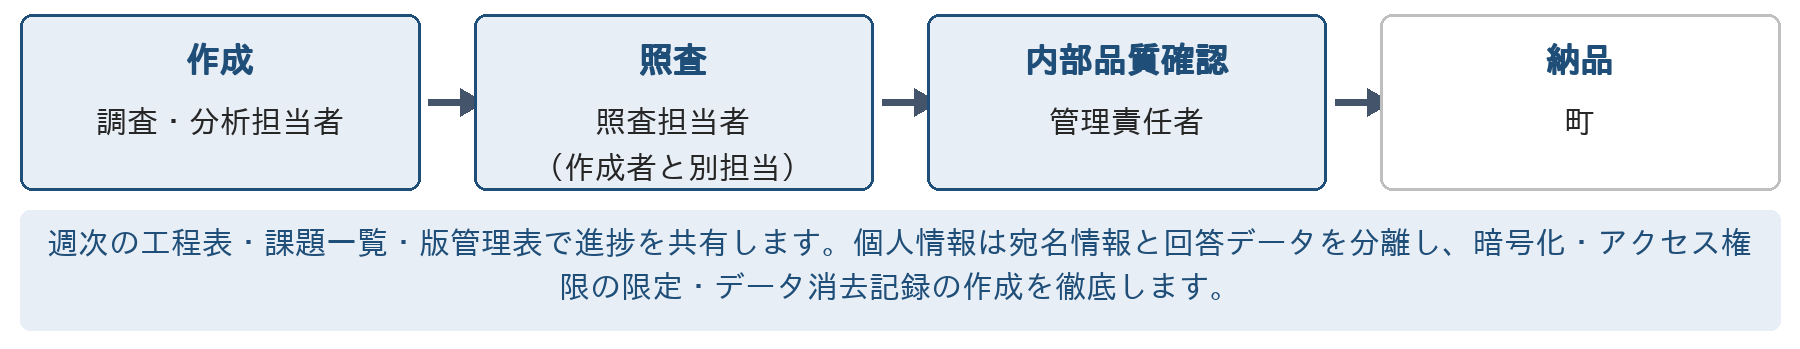 作成
調査・分析担当者
照査
照査担当者
（作成者と別担当）
内部品質確認
管理責任者
納品
町
週次の工程表・課題一覧・版管理表で進捗を共有します。個人情報は宛名情報と回答データを分離し、暗号化・アクセス権
限の限定・データ消去記録の作成を徹底します。